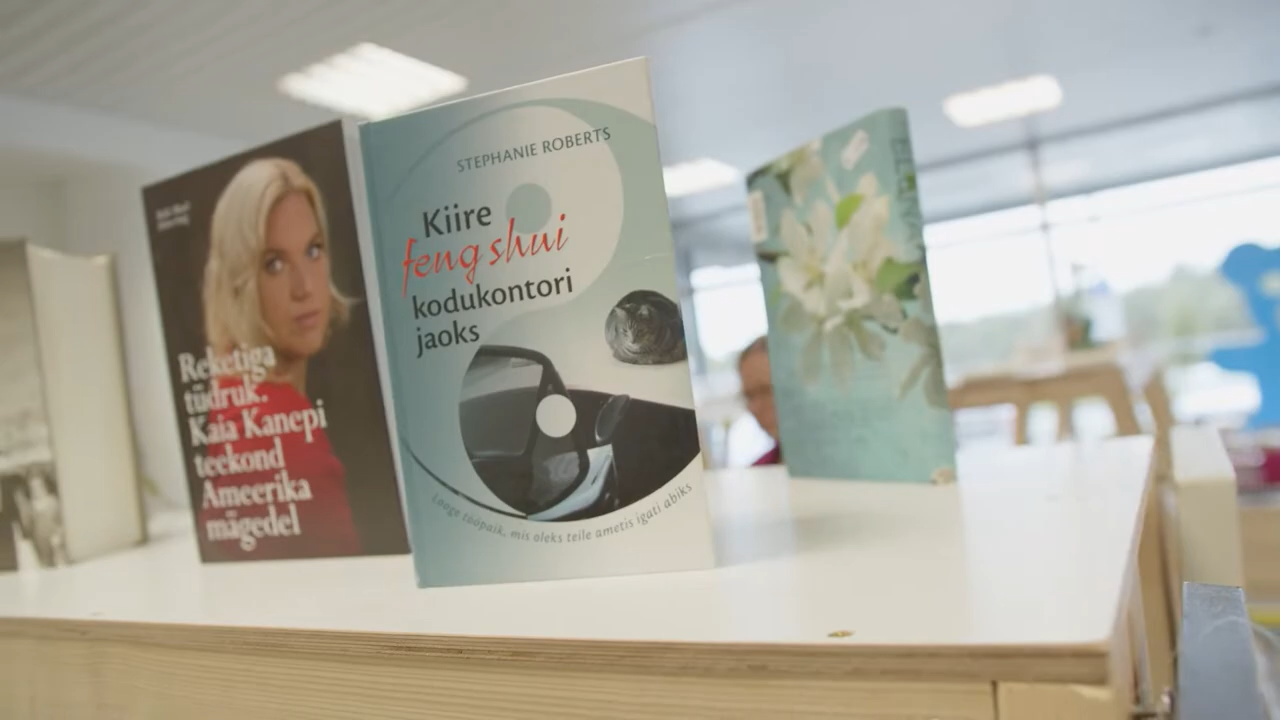 Reketiga
tüdruk.
Kaia Kanepi
teekond
Ameerika
mägedel
STEPHANIE ROBERTS
Kiire
feng shui
kodukontori
jaoks
Looge tööpaik, mis oleks teile ametis igati abiks